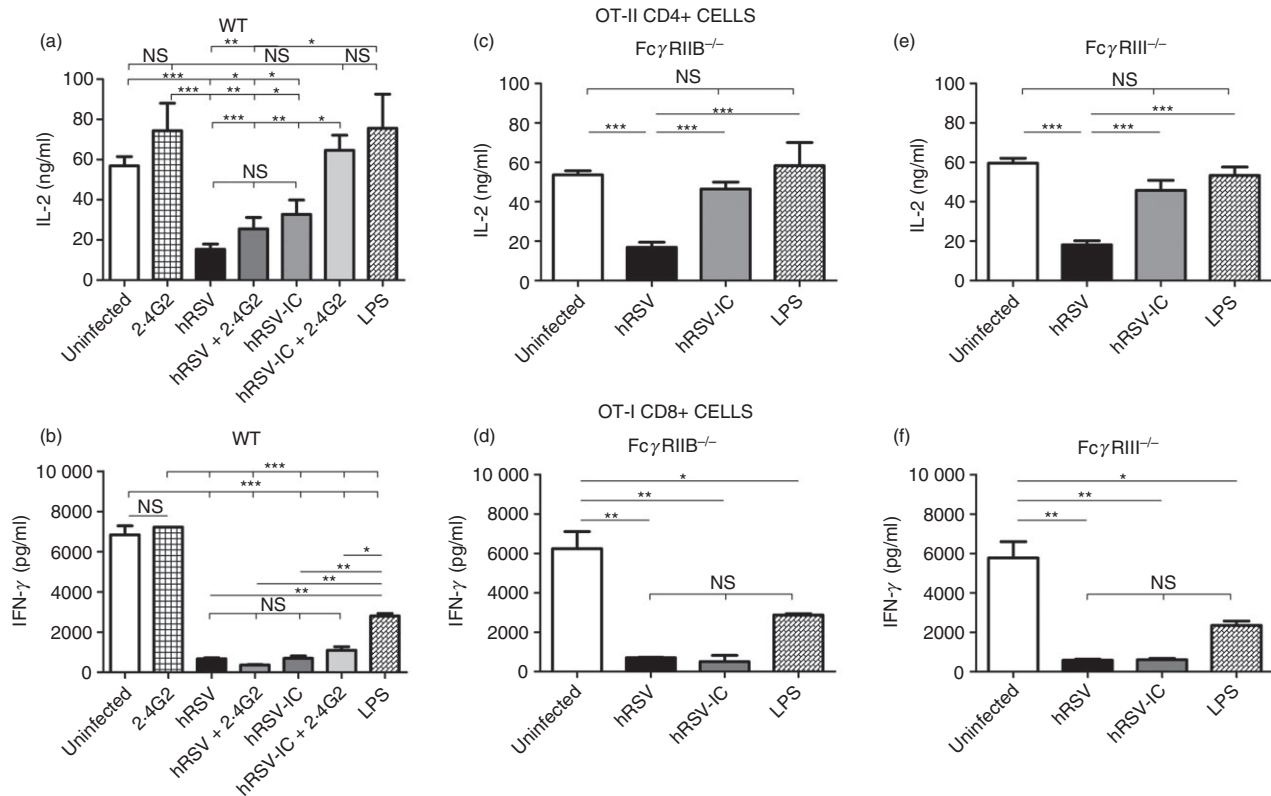 OT-II CD4+ CELLS
(a)
WT
** *
NS NS NS
*** * *
*** ** *
*** ** *
NS
IL-2 (ng/ml)
100
80
60
40
20
0
Uninfected
2·4G2
hRSV
hRSV + 2·4G2
hRSV-IC
hRSV-IC + 2·4G2
LPS
(c)
FcγRIIB–/–
NS
***
*** ***
IL-2 (ng/ml)
100
80
60
40
20
0
Uninfected
hRSV
hRSV-IC
LPS
(e)
FcγRIII–/–
NS
***
*** ***
IL-2 (ng/ml)
100
80
60
40
20
0
Uninfected
hRSV
hRSV-IC
LPS
OT-I CD8+ CELLS
(b)
WT
***
***
NS
*
**
**
**
NS
IFN-γ (pg/ml)
10 000
8000
6000
4000
2000
0
Uninfected
2·4G2
hRSV
hRSV + 2·4G2
hRSV-IC
hRSV-IC + 2·4G2
LPS
(d)
FcγRIIB–/–
*
**
**
NS
IFN-γ (pg/ml)
10 000
8000
6000
4000
2000
0
Uninfected
hRSV
hRSV-IC
LPS
(f)
FcγRIII–/–
*
**
**
NS
IFN-γ (pg/ml)
10 000
8000
6000
4000
2000
0
Uninfected
hRSV
hRSV-IC
LPS